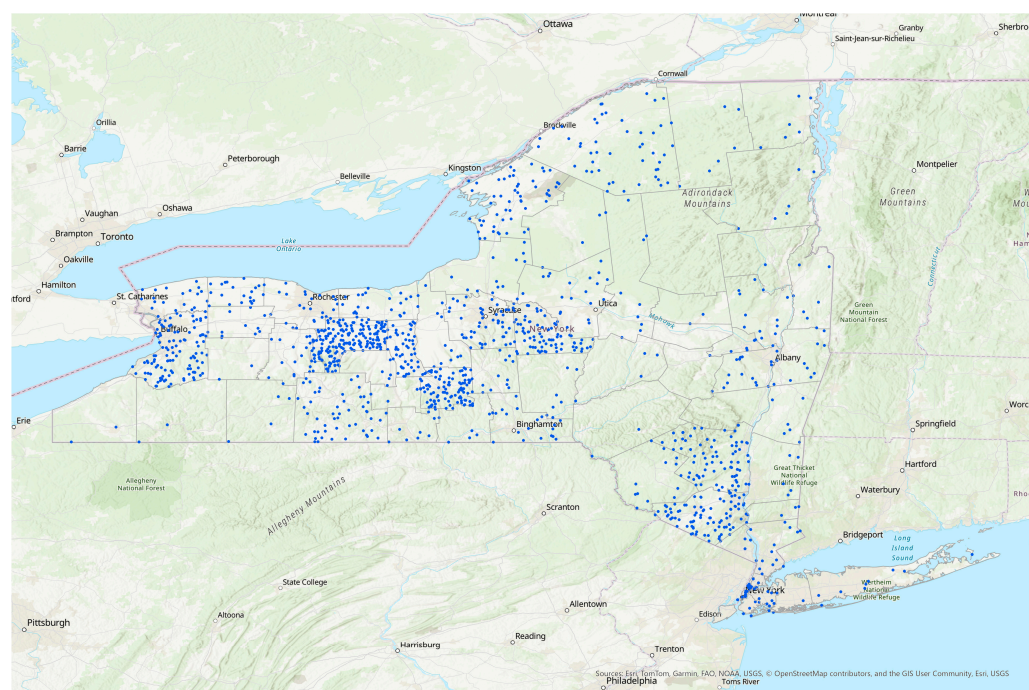 Ottawa
Montreal
Granby
Sherbro
Saint-Jean-sur-Richelieu
Cornwall
Orillia
Brockville
Barrie
Peterborough
Kingston
Montpelier
Belleville
Adirondack
Mountains
Green
Mountains
Oshawa
Vaughan
Brampton
Toronto
Lake
Ontario
Connecticut
Oakville
Hamilton
tford
St. Catharines
Rochester
Utica
Syracuse
Mohawk
Green
Mountain
National Forest
Buffalo
New York
Albany
Erie
Binghamton
Springfield
Worc
Great Thicket
National
Wildlife Refuge
Hartford
Allegheny
National Forest
Waterbury
Rho
Allegheny Mountains
Scranton
Bridgeport
Long
Island
Sound
State College
New York
Wertheim
National
Wildlife Refuge
Altoona
Allentown
Edison
Pittsburgh
Reading
Harrisburg
Trenton
Sources: Esri, TomTom, Garmin, FAO, NOAA, USGS, © OpenStreetMap contributors, and the GIS User Community, Esri, USGS
Philadelphia
Toms River